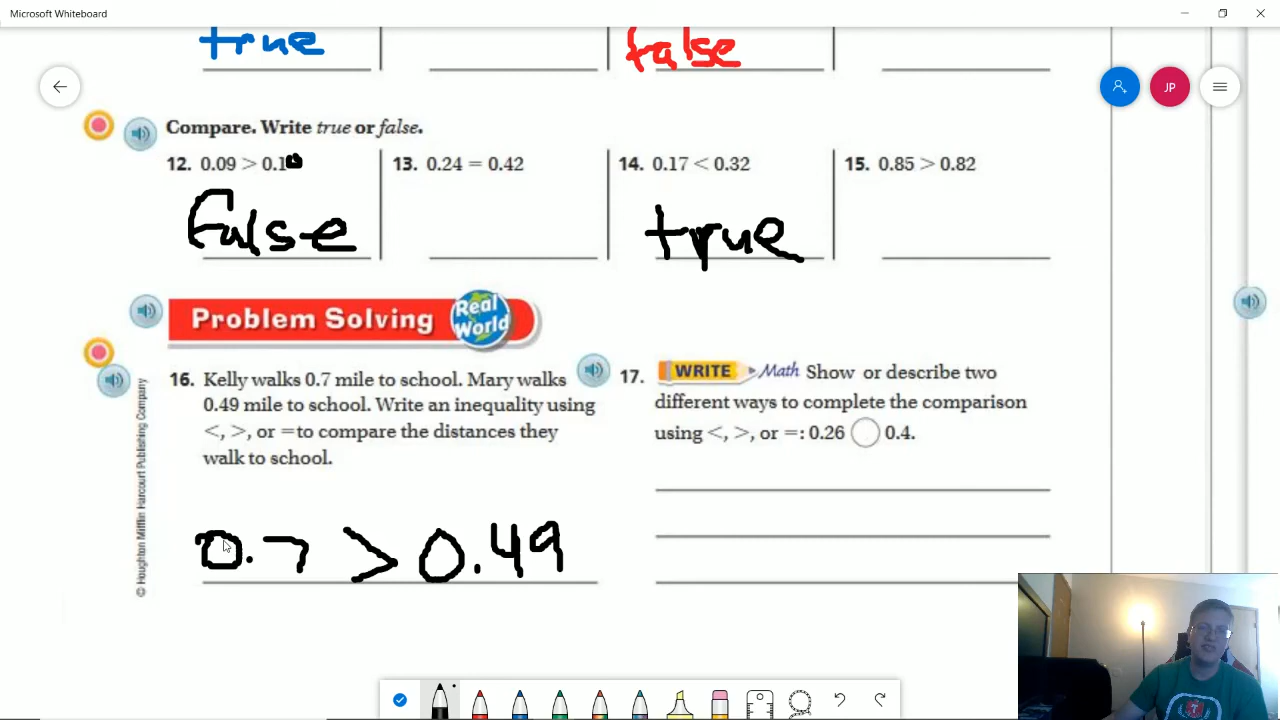 Microsoft Whiteboard
true false
JP
Compare. Write true or false.
12. 0.09 > 0.10 13. 0.24 = 0.42 14. 0.17 < 0.32 15. 0.85 > 0.82
False true
Problem Solving Real World
16. Kelly walks 0.7 mile to school. Mary walks
0.49 mile to school. Write an inequality using
<, >, or = to compare the distances they
walk to school.
0.7 > 0.49
17. WRITE Math Show or describe two
different ways to complete the comparison
using <, >, or =: 0.26 0.4.
© Houghton Mifflin Harcourt Publishing Company